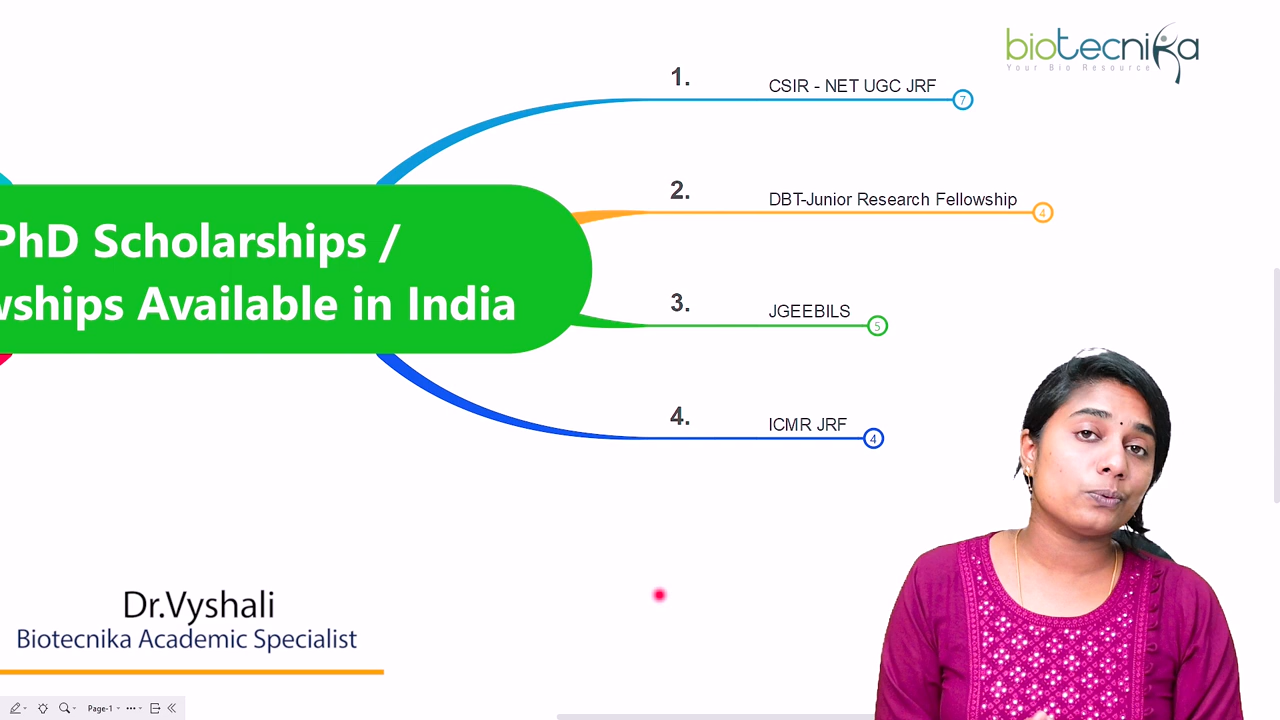 biotecnika
Your Bio Resource
1.
CSIR - NET UGC JRF
7
2.
DBT-Junior Research Fellowship
4
PhD Scholarships /
wships Available in India
3.
JGEEBILS
5
4.
ICMR JRF
4
Dr.Vyshali
Biotecnika Academic Specialist
Page-1